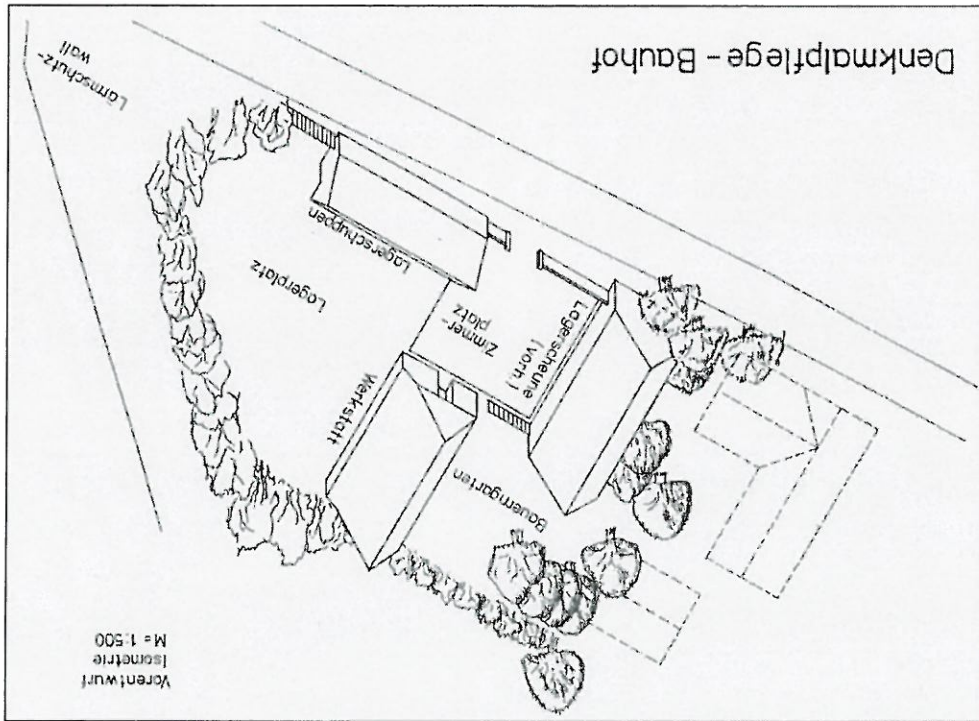 Vorentwurf
Isometrie
M= 1:500
Bauerngarten
Werkstatt
Lagerscheune
(vorh.)
Zimmer-
platz
Lagerplatz
Lagerschuppen
Lärmschutz-
wall
Denkmalpflege - Bauhof